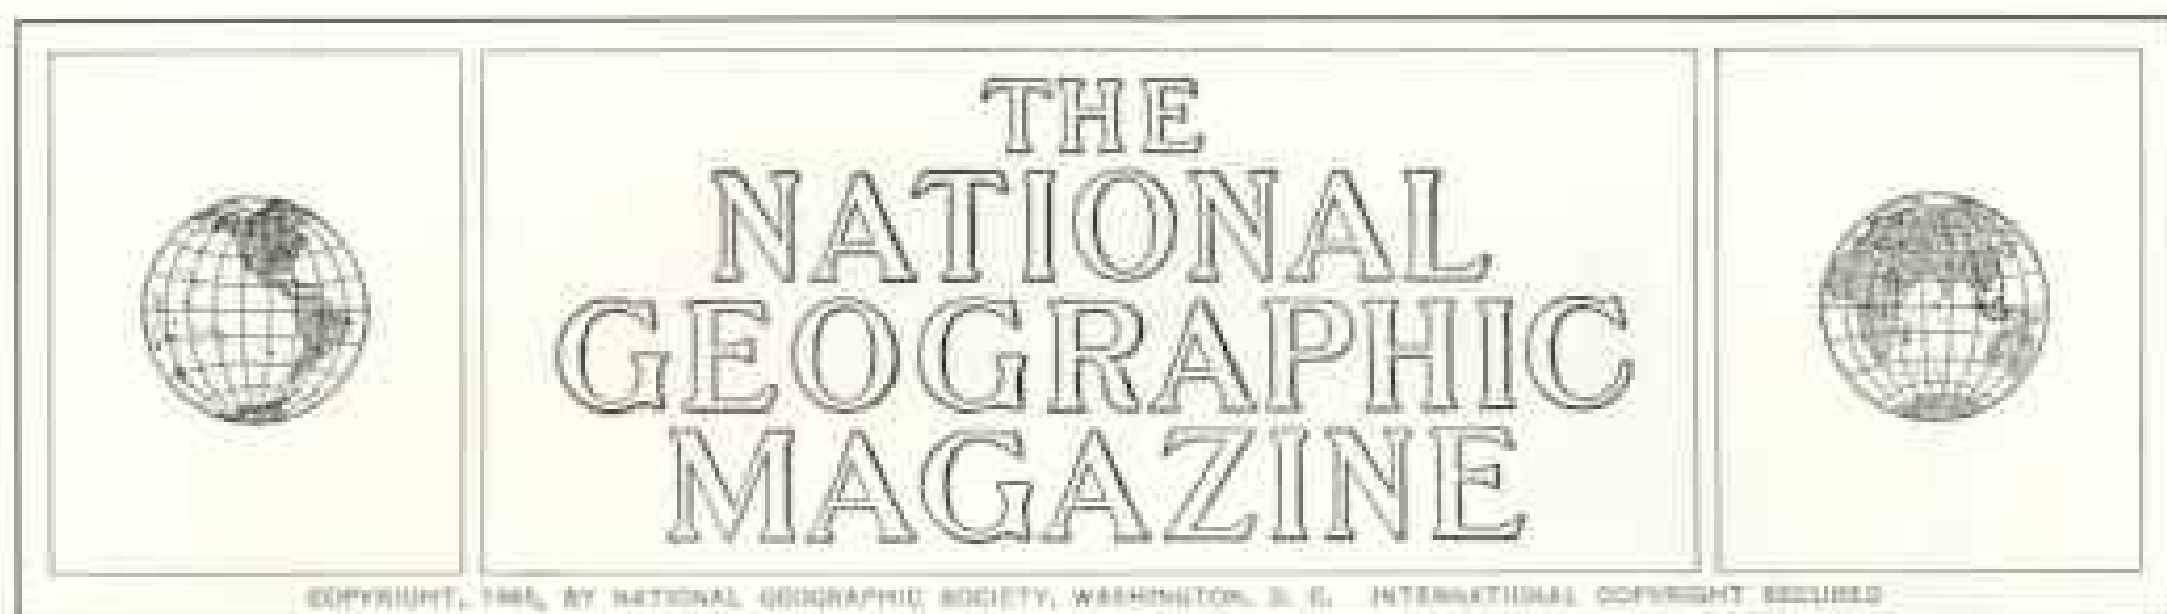 THE
NATIONAL
GEOGRAPHIC
MAGAZINE
COPYRIGHT, BY NATIONAL GEOGRAPHIC SOCIETY, WASHINGTON, D. C. INTERNATIONAL COPYRIGHT SECURED